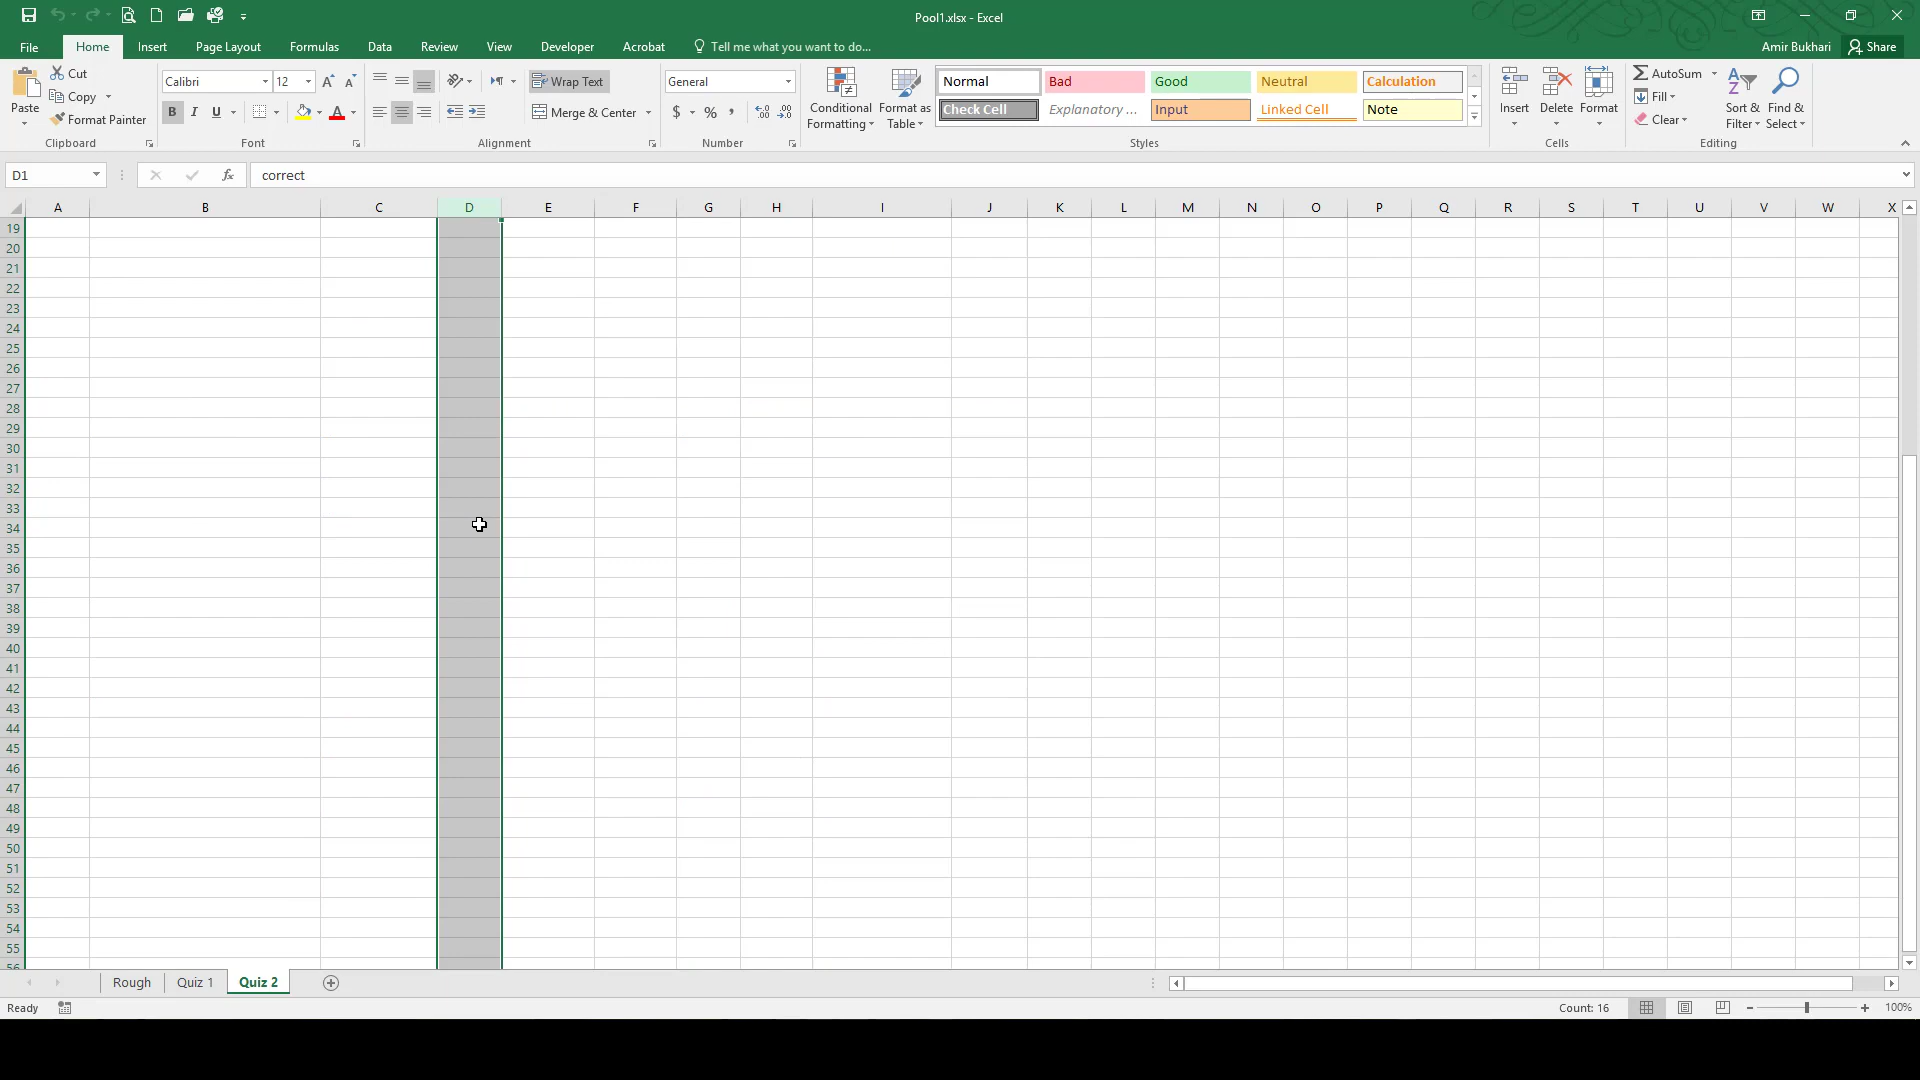 Pool1.xlsx - Excel
File Home Insert Page Layout Formulas Data Review View Developer Acrobat Tell me what you want to do... Amir Bukhari Share
Paste
Cut
Copy
Format Painter
Clipboard
Calibri 12
B I U
Font
Wrap Text
Merge & Center
Alignment
General
$ % ,
Number
Conditional Formatting
Format as Table
Normal Bad Good Neutral Calculation
Check Cell Explanatory ... Input Linked Cell Note
Styles
Insert Delete Format
Cells
AutoSum
Fill
Clear
Sort & Filter
Find & Select
Editing
D1 fx correct
A B C D E F G H I J K L M N O P Q R S T U V W X
19
20
21
22
23
24
25
26
27
28
29
30
31
32
33
34
35
36
37
38
39
40
41
42
43
44
45
46
47
48
49
50
51
52
53
54
55
56
Rough Quiz 1 Quiz 2
Ready Count: 16 100%